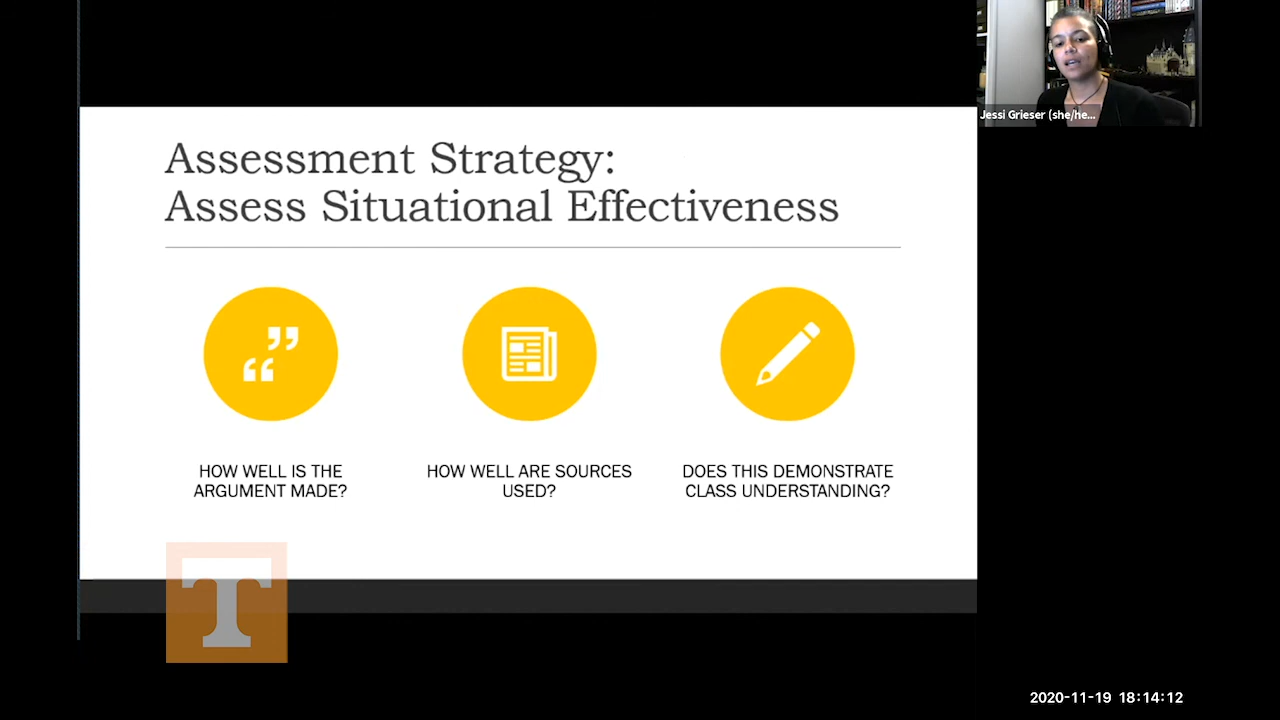 Jessi Grieser (she/he...
Assessment Strategy:
Assess Situational Effectiveness
HOW WELL IS THE
ARGUMENT MADE?
HOW WELL ARE SOURCES
USED?
DOES THIS DEMONSTRATE
CLASS UNDERSTANDING?
T
2020-11-19 18:14:12